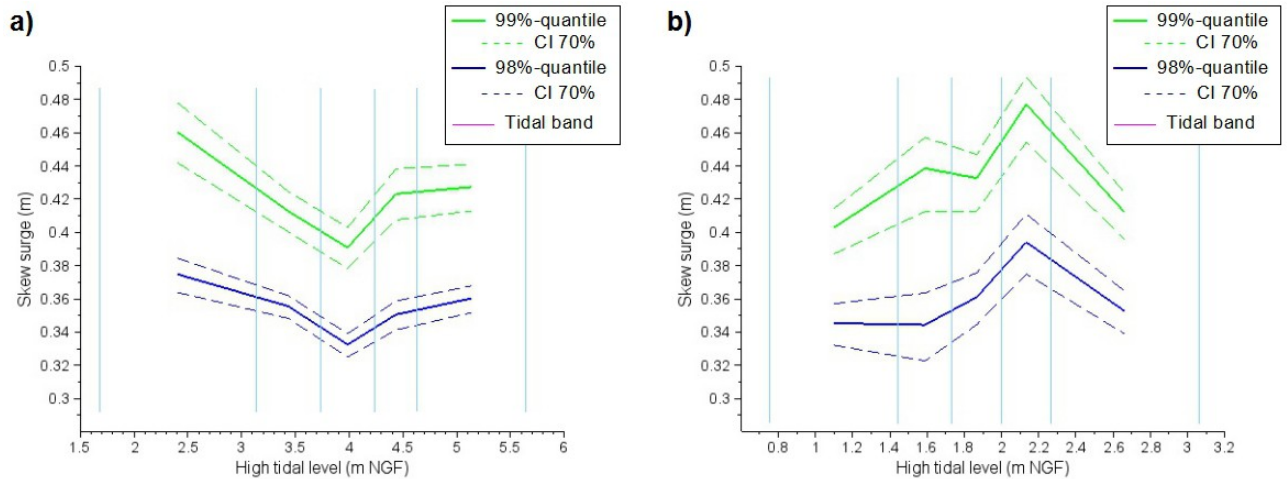 a)
99%-quantile
CI 70%
98%-quantile
CI 70%
Tidal band
0.5
0.48
0.46
0.44
0.42
0.4
0.38
0.36
0.34
0.32
0.3
Skew surge (m)
1.5 2 2.5 3 3.5 4 4.5 5 5.5 6
High tidal level (m NGF)
b)
99%-quantile
CI 70%
98%-quantile
CI 70%
Tidal band
0.5
0.48
0.46
0.44
0.42
0.4
0.38
0.36
0.34
0.32
0.3
Skew surge (m)
0.8 1 1.2 1.4 1.6 1.8 2 2.2 2.4 2.6 2.8 3 3.2
High tidal level (m NGF)